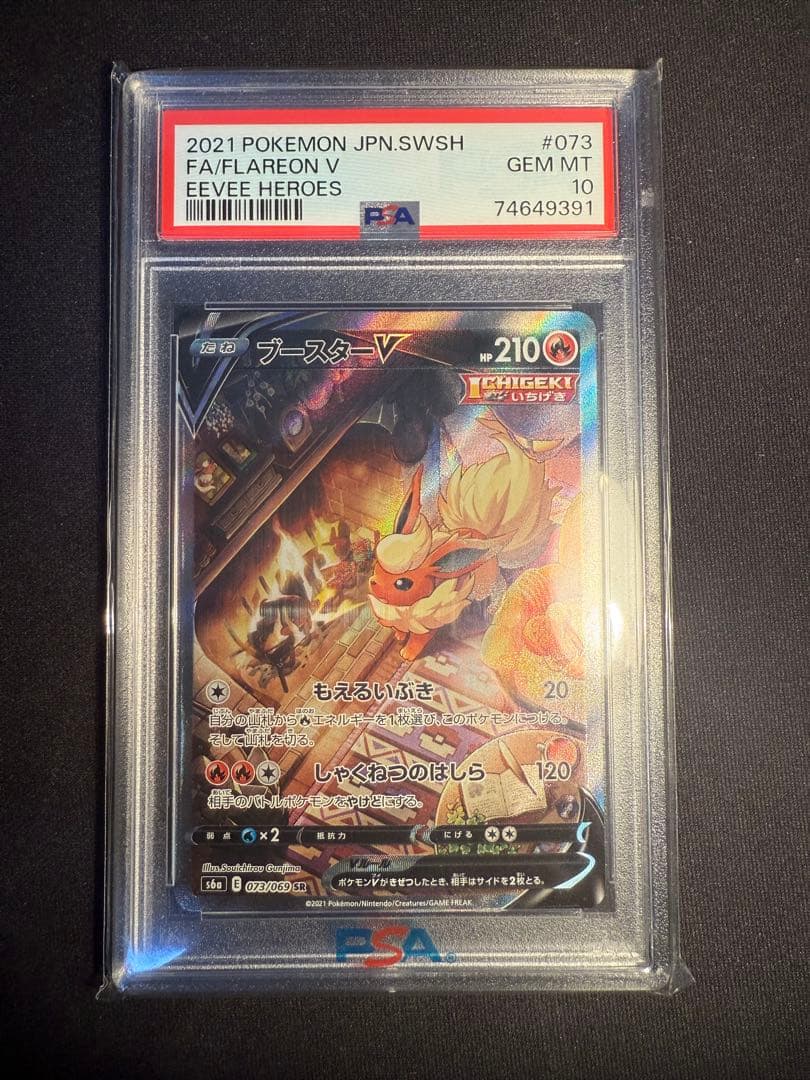 2021 POKEMON JPN.SWSH #073
FA/FLAREON V GEM MT
EEVEE HEROES 10
PSA 74649391
たね ブースターV HP 210
ICHIGEKI
いちげき
もえるいぶき 20
自分の山札から エネルギーを1枚選び、このポケモンにつける。
そして山札を切る。
しゃくねつのはしら 120
相手のバトルポケモンをやけどにする。
弱点 ×2 抵抗力 にげる
Vルール
ポケモンVがきぜつしたとき、相手はサイドを2枚とる。
Illus. Souichirou Gunjima
s6a E 073/069 SR
©2021 Pokémon/Nintendo/Creatures/GAME FREAK
PSA®